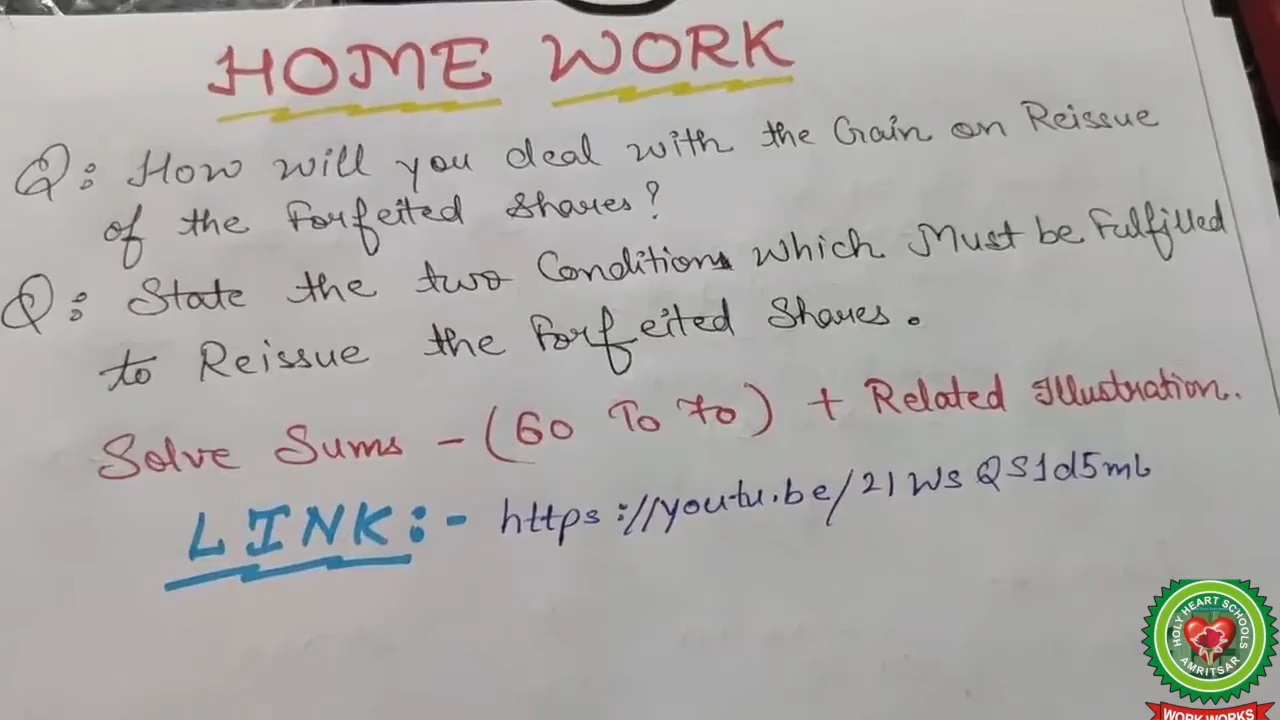 HOME WORK
Q: How will you deal with the Gain on Reissue
of the Forfeited Shares?
Q: State the two Conditions which Must be Fulfilled
to Reissue the Forfeited Shares.
Solve Sums - (60 To 70) + Related Illustration.
LINK:- https://youtu.be/21WsQS1d5mb
HOLY HEART SCHOOLS
AMRITSAR
WORK WORKS